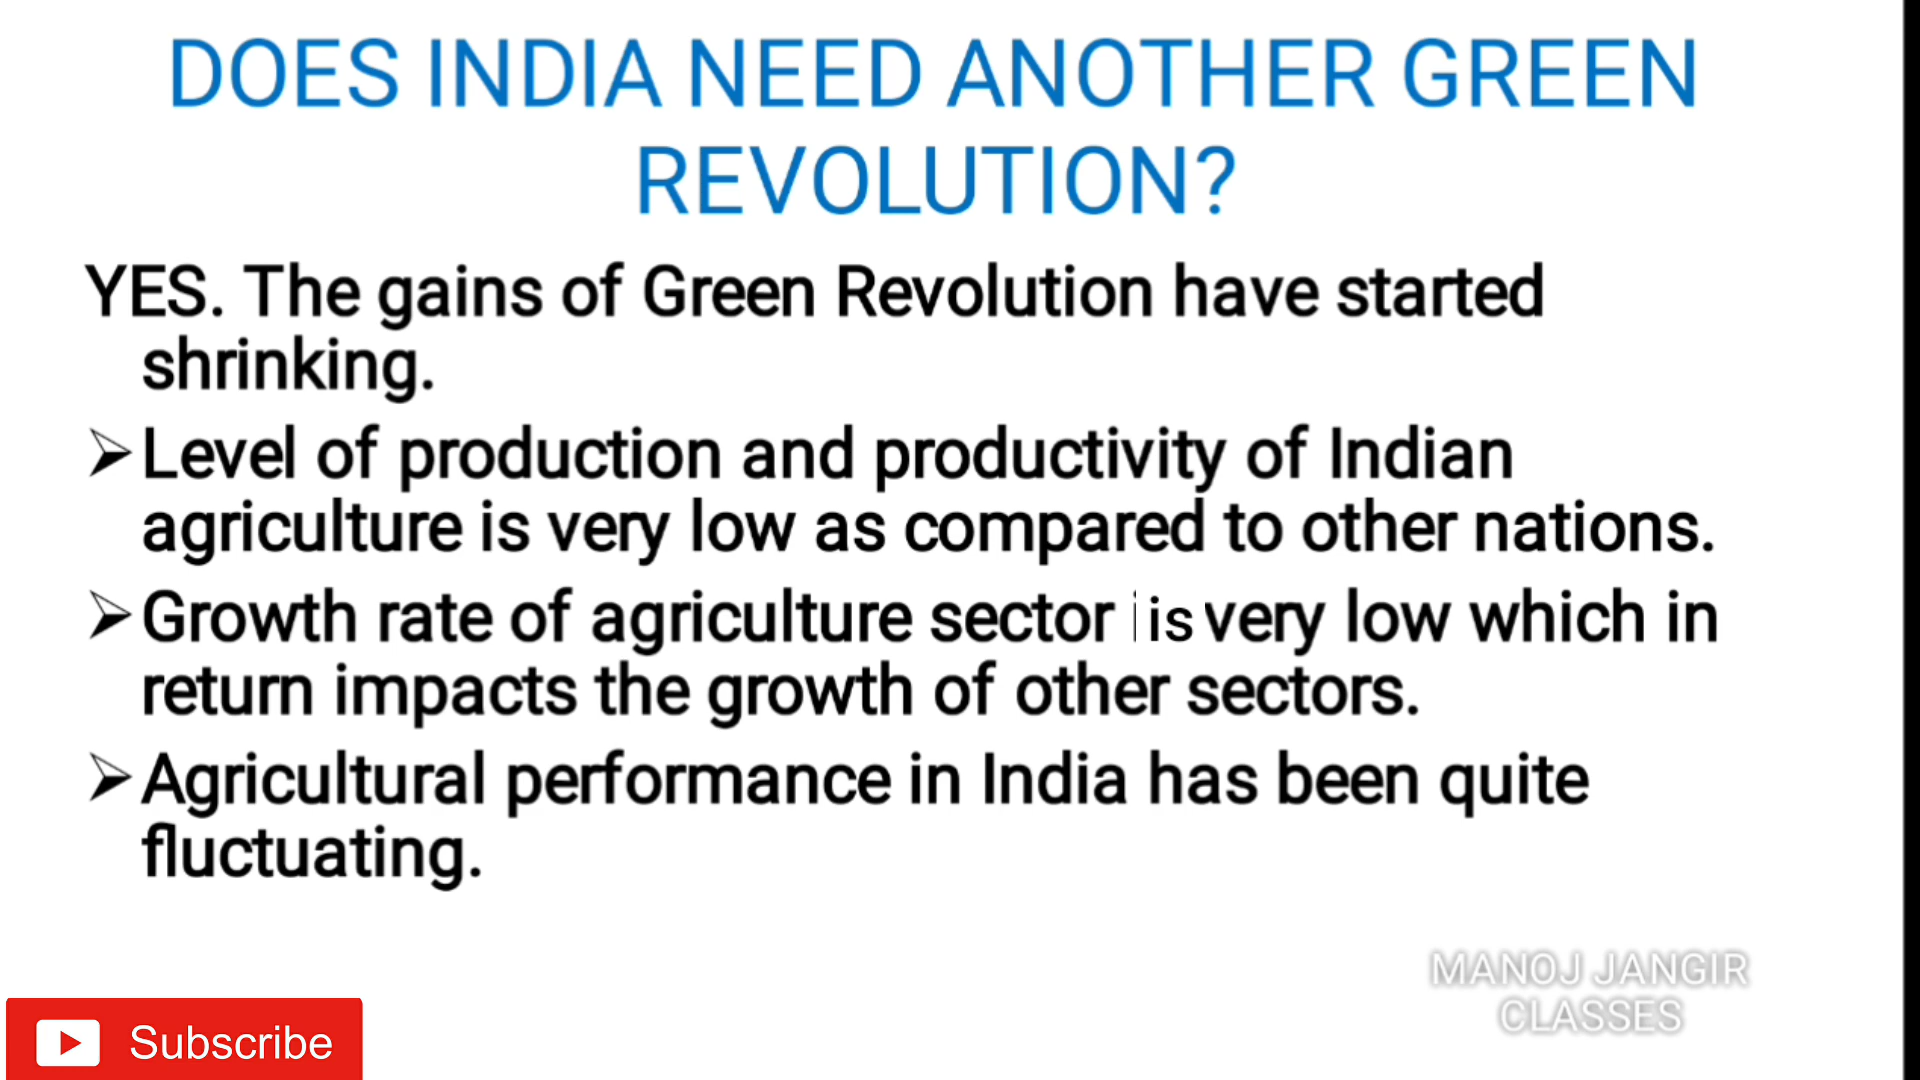 DOES INDIA NEED ANOTHER GREEN
REVOLUTION?
YES. The gains of Green Revolution have started
shrinking.
➢Level of production and productivity of Indian
agriculture is very low as compared to other nations.
➢Growth rate of agriculture sector is very low which in
return impacts the growth of other sectors.
➢Agricultural performance in India has been quite
fluctuating.
MANOJ JANGIR
CLASSES
Subscribe